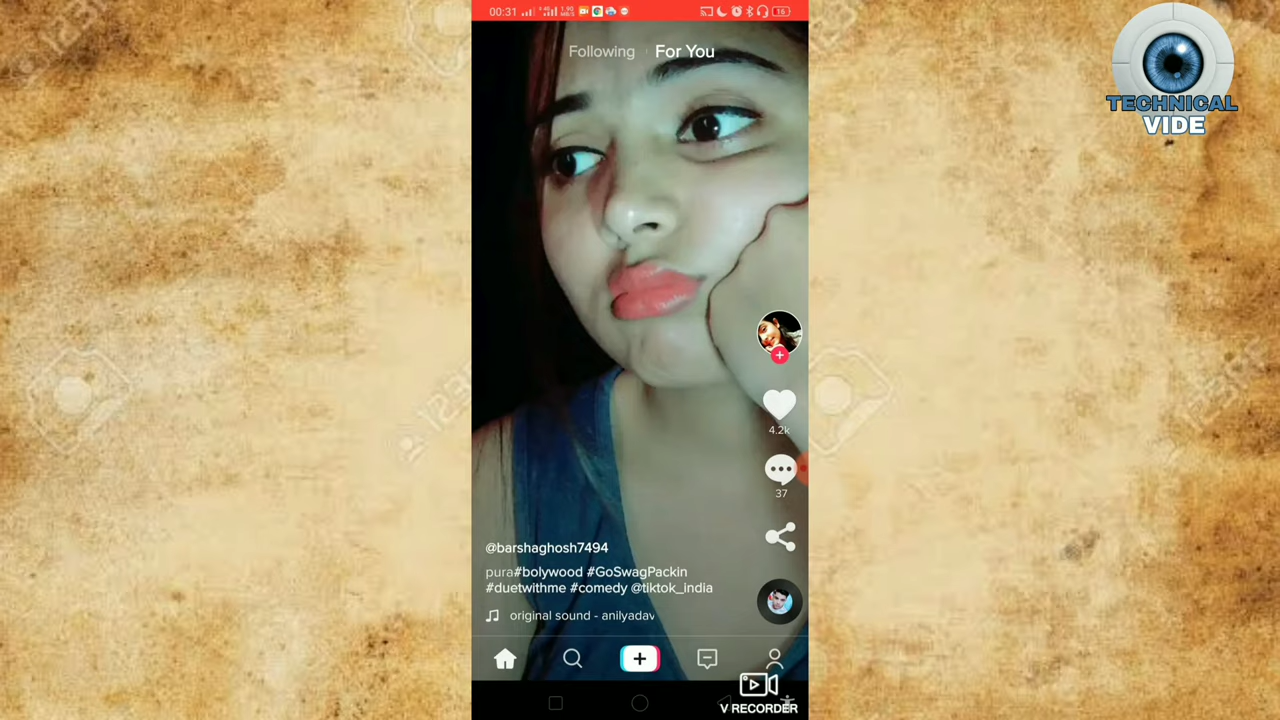 00:31
16
TECHNICAL
VIDE
Following
For You
4.2k
37
@barshaghosh7494
pura#bolywood #GoSwagPackin
#duetwithme #comedy @tiktok_india
original sound - anilyadav
V RECORDER